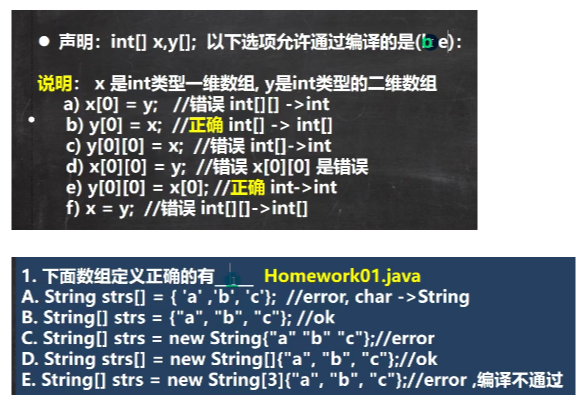 ● 声明：int[] x,y[]; 以下选项允许通过编译的是(b e)：
说明： x 是int类型一维数组, y是int类型的二维数组
a) x[0] = y; //错误 int[][] ->int
b) y[0] = x; //正确 int[] -> int[]
c) y[0][0] = x; //错误 int[]->int
d) x[0][0] = y; //错误 x[0][0] 是错误
e) y[0][0] = x[0]; //正确 int->int
f) x = y; //错误 int[][]->int[]
1. 下面数组定义正确的有____ Homework01.java
A. String strs[] = { 'a' ,'b', 'c'}; //error, char ->String
B. String[] strs = {"a", "b", "c"}; //ok
C. String[] strs = new String{"a" "b" "c"};//error
D. String strs[] = new String[]{"a", "b", "c"};//ok
E. String[] strs = new String[3]{"a", "b", "c"};//error ,编译不通过